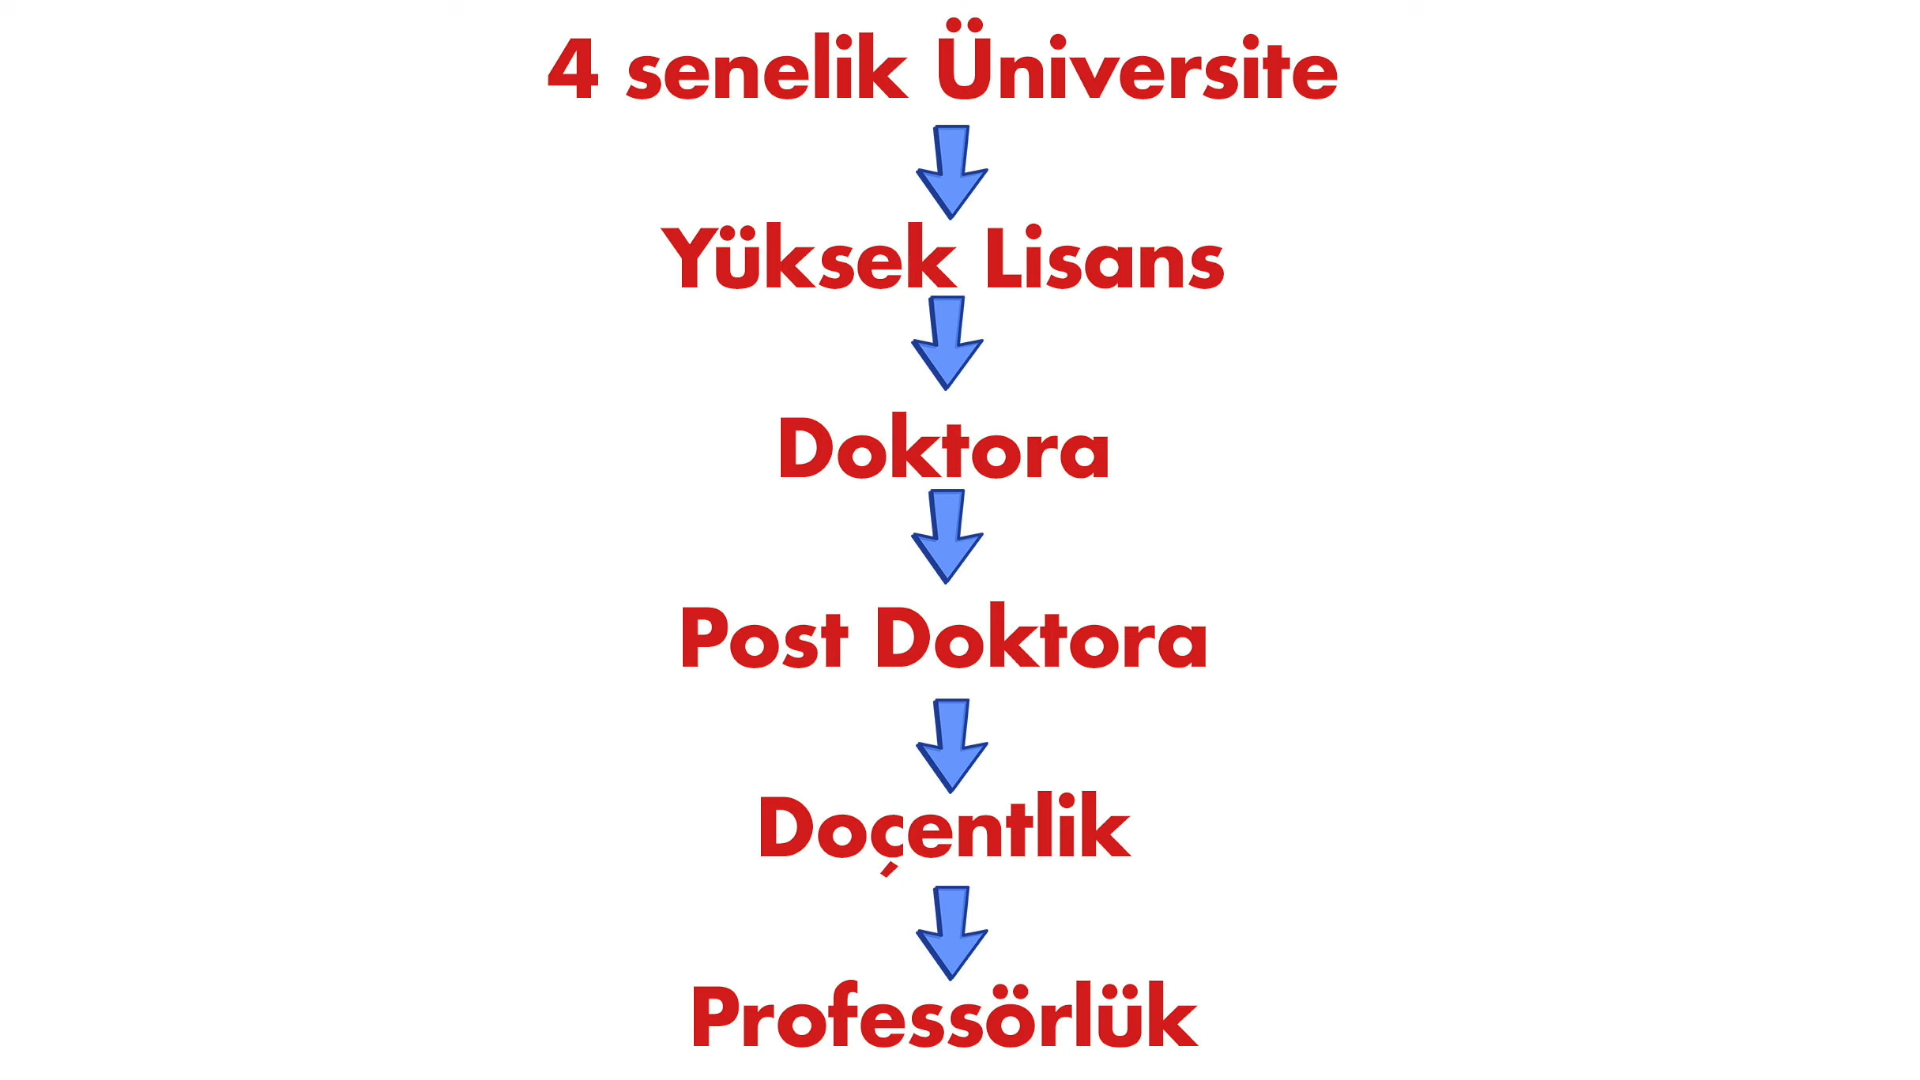 4 senelik Üniversite
Yüksek Lisans
Doktora
Post Doktora
Doçentlik
Professörlük